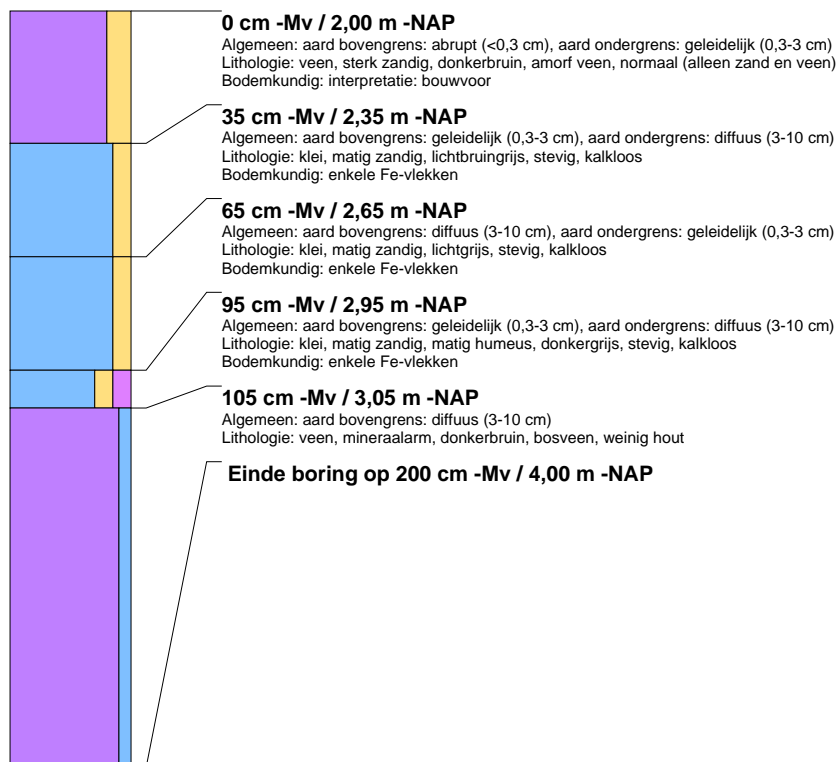 0 cm -Mv / 2,00 m -NAP
Algemeen: aard bovengrens: abrupt (<0,3 cm), aard ondergrens: geleidelijk (0,3-3 cm)
Lithologie: veen, sterk zandig, donkerbruin, amorf veen, normaal (alleen zand en veen)
Bodemkundig: interpretatie: bouwvoor
35 cm -Mv / 2,35 m -NAP
Algemeen: aard bovengrens: geleidelijk (0,3-3 cm), aard ondergrens: diffuus (3-10 cm)
Lithologie: klei, matig zandig, lichtbruingrijs, stevig, kalkloos
Bodemkundig: enkele Fe-vlekken
65 cm -Mv / 2,65 m -NAP
Algemeen: aard bovengrens: diffuus (3-10 cm), aard ondergrens: geleidelijk (0,3-3 cm)
Lithologie: klei, matig zandig, lichtgrijs, stevig, kalkloos
Bodemkundig: enkele Fe-vlekken
95 cm -Mv / 2,95 m -NAP
Algemeen: aard bovengrens: geleidelijk (0,3-3 cm), aard ondergrens: diffuus (3-10 cm)
Lithologie: klei, matig zandig, matig humeus, donkergrijs, stevig, kalkloos
Bodemkundig: enkele Fe-vlekken
105 cm -Mv / 3,05 m -NAP
Algemeen: aard bovengrens: diffuus (3-10 cm)
Lithologie: veen, mineraalarm, donkerbruin, bosveen, weinig hout
Einde boring op 200 cm -Mv / 4,00 m -NAP